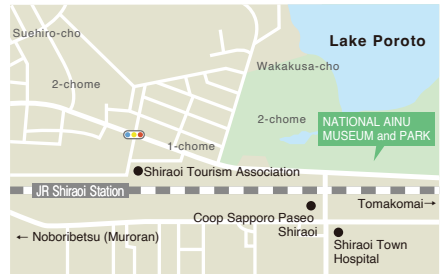 Suehiro-cho
Lake Poroto
Wakakusa-cho
2-chome
2-chome
NATIONAL AINU
MUSEUM and PARK
1-chome
Shiraoi Tourism Association
JR Shiraoi Station
Tomakomai→
Coop Sapporo Paseo
Shiraoi
← Noboribetsu (Muroran)
Shiraoi Town
Hospital